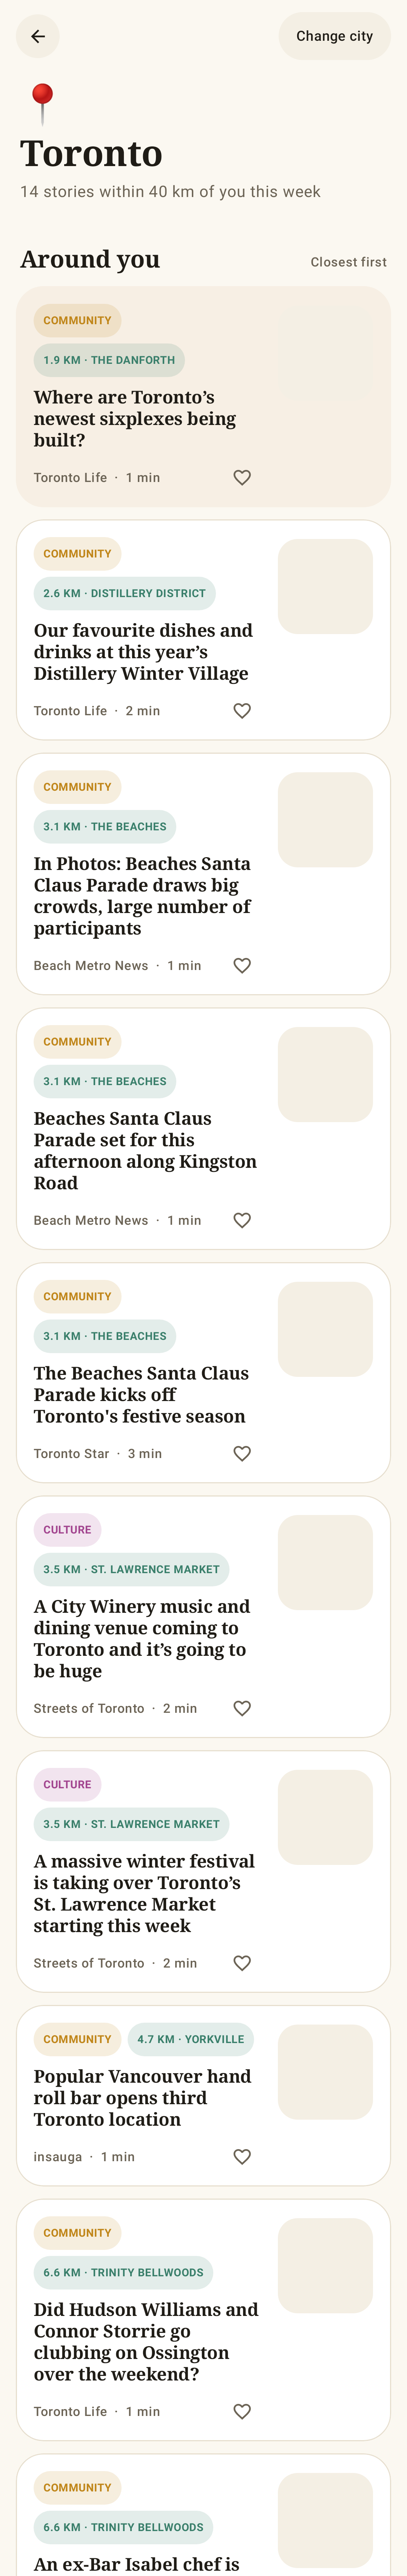 Change city
Toronto
14 stories within 40 km of you this week
Around you
Closest first
COMMUNITY
1.9 KM · THE DANFORTH
Where are Toronto’s
newest sixplexes being
built?
Toronto Life · 1 min
COMMUNITY
2.6 KM · DISTILLERY DISTRICT
Our favourite dishes and
drinks at this year’s
Distillery Winter Village
Toronto Life · 2 min
COMMUNITY
3.1 KM · THE BEACHES
In Photos: Beaches Santa
Claus Parade draws big
crowds, large number of
participants
Beach Metro News · 1 min
COMMUNITY
3.1 KM · THE BEACHES
Beaches Santa Claus
Parade set for this
afternoon along Kingston
Road
Beach Metro News · 1 min
COMMUNITY
3.1 KM · THE BEACHES
The Beaches Santa Claus
Parade kicks off
Toronto's festive season
Toronto Star · 3 min
CULTURE
3.5 KM · ST. LAWRENCE MARKET
A City Winery music and
dining venue coming to
Toronto and it’s going to
be huge
Streets of Toronto · 2 min
CULTURE
3.5 KM · ST. LAWRENCE MARKET
A massive winter festival
is taking over Toronto’s
St. Lawrence Market
starting this week
Streets of Toronto · 2 min
COMMUNITY
4.7 KM · YORKVILLE
Popular Vancouver hand
roll bar opens third
Toronto location
insauga · 1 min
COMMUNITY
6.6 KM · TRINITY BELLWOODS
Did Hudson Williams and
Connor Storrie go
clubbing on Ossington
over the weekend?
Toronto Life · 1 min
COMMUNITY
6.6 KM · TRINITY BELLWOODS
An ex-Bar Isabel chef is